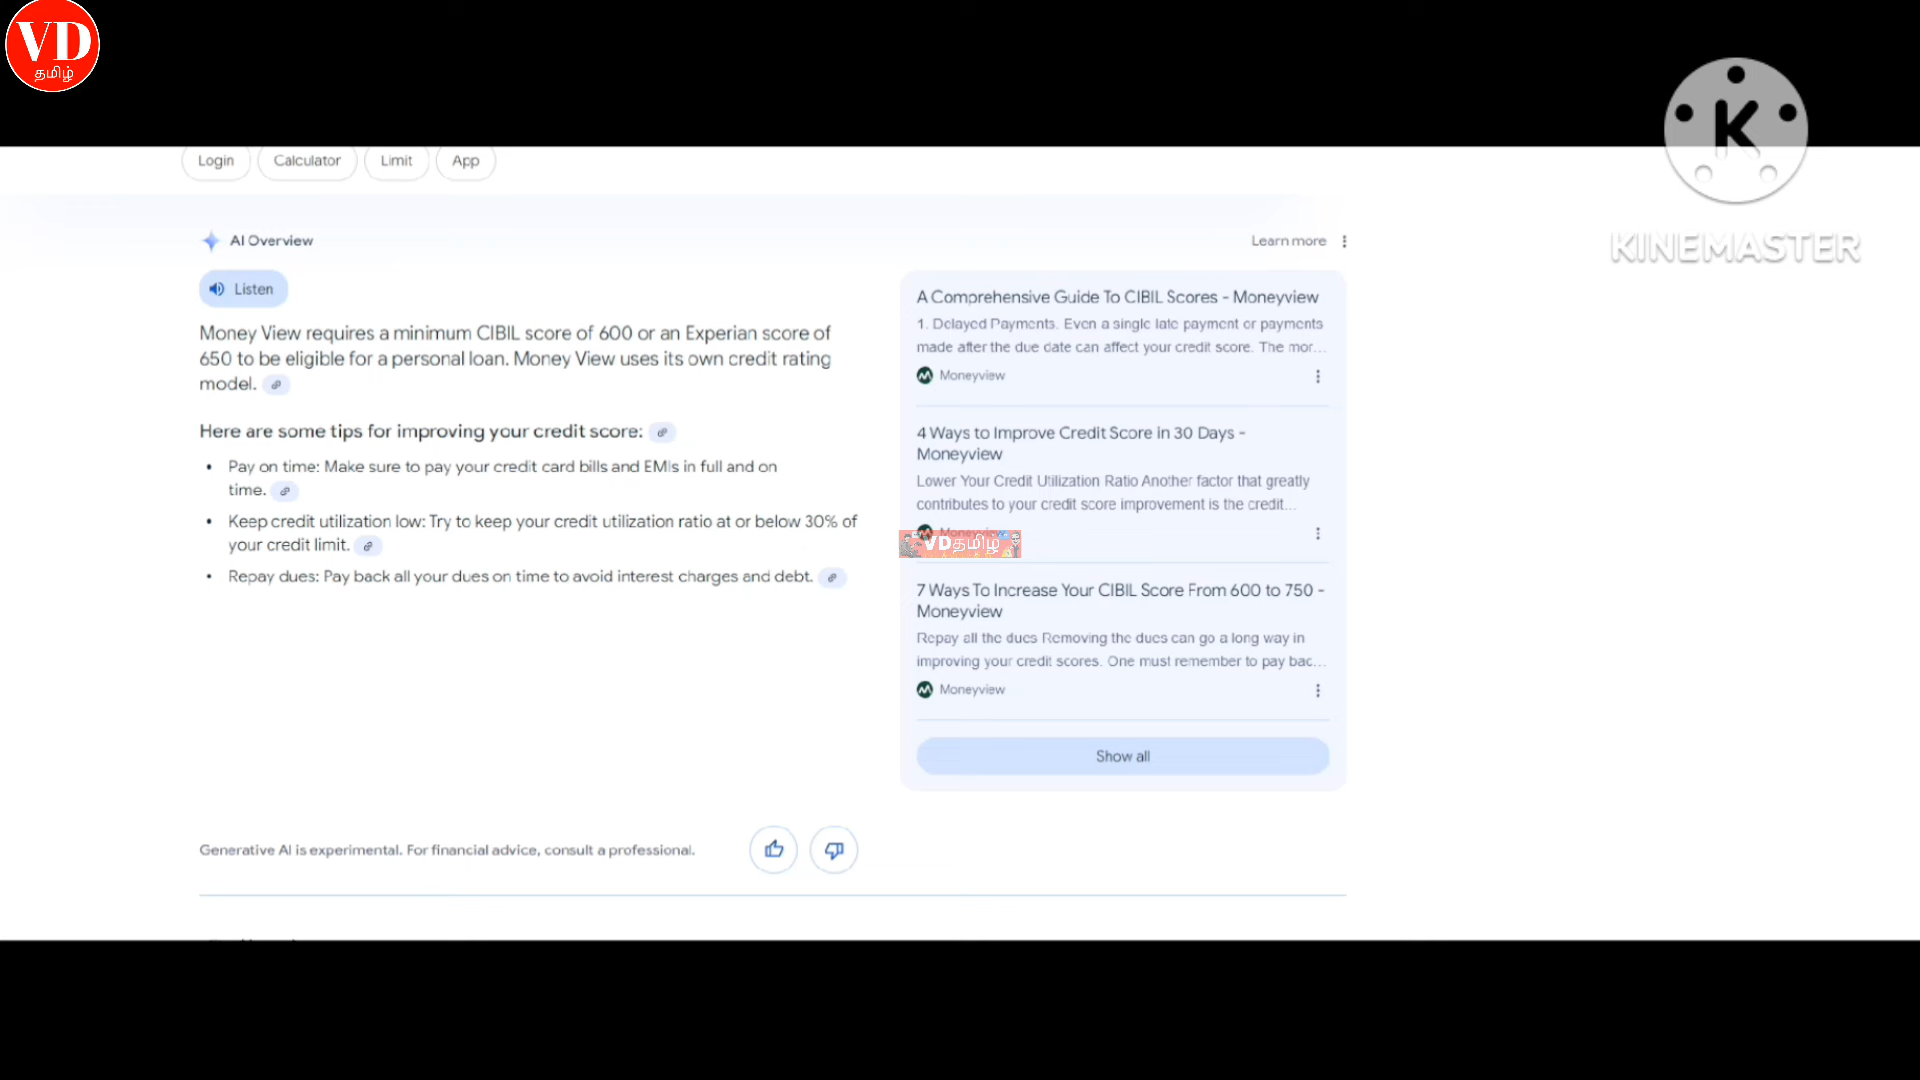 VD
தமிழ்
KINEMASTER
Login
Calculator
Limit
App
AI Overview
Learn more
Listen
Money View requires a minimum CIBIL score of 600 or an Experian score of
650 to be eligible for a personal loan. Money View uses its own credit rating
model.
Here are some tips for improving your credit score:
• Pay on time: Make sure to pay your credit card bills and EMIs in full and on
time.
• Keep credit utilization low: Try to keep your credit utilization ratio at or below 30% of
your credit limit.
• Repay dues: Pay back all your dues on time to avoid interest charges and debt.
A Comprehensive Guide To CIBIL Scores - Moneyview
1. Delayed Payments. Even a single late payment or payments
made after the due date can affect your credit score. The mor...
Moneyview
4 Ways to Improve Credit Score in 30 Days -
Moneyview
Lower Your Credit Utilization Ratio Another factor that greatly
contributes to your credit score improvement is the credit...
VDதமிழ்
7 Ways To Increase Your CIBIL Score From 600 to 750 -
Moneyview
Repay all the dues Removing the dues can go a long way in
improving your credit scores. One must remember to pay bac...
Moneyview
Show all
Generative AI is experimental. For financial advice, consult a professional.